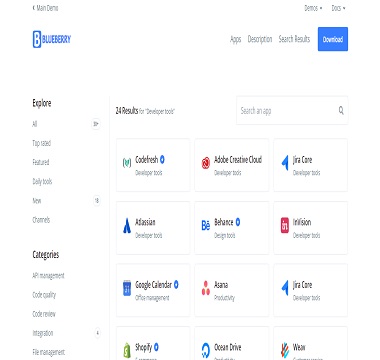 Main Demo
Demos
Docs
BLUEBERRY
Apps
Description
Search Results
Download
Explore
All
Top rated
Featured
Daily tools
New
18
Channels
Categories
API management
Code quality
Code review
Integration
4
File management
24 Results for "Developer tools"
Search an app
Codefresh
Developer tools
Adobe Creative Cloud
Developer tools
Jira Core
Developer tools
Atlassian
Developer tools
Behance
Design tools
InVision
Developer tools
Google Calendar
Office management
Asana
Productivity
Jira Core
Developer tools
Shopify
Ocean Drive
Productivity
Weav